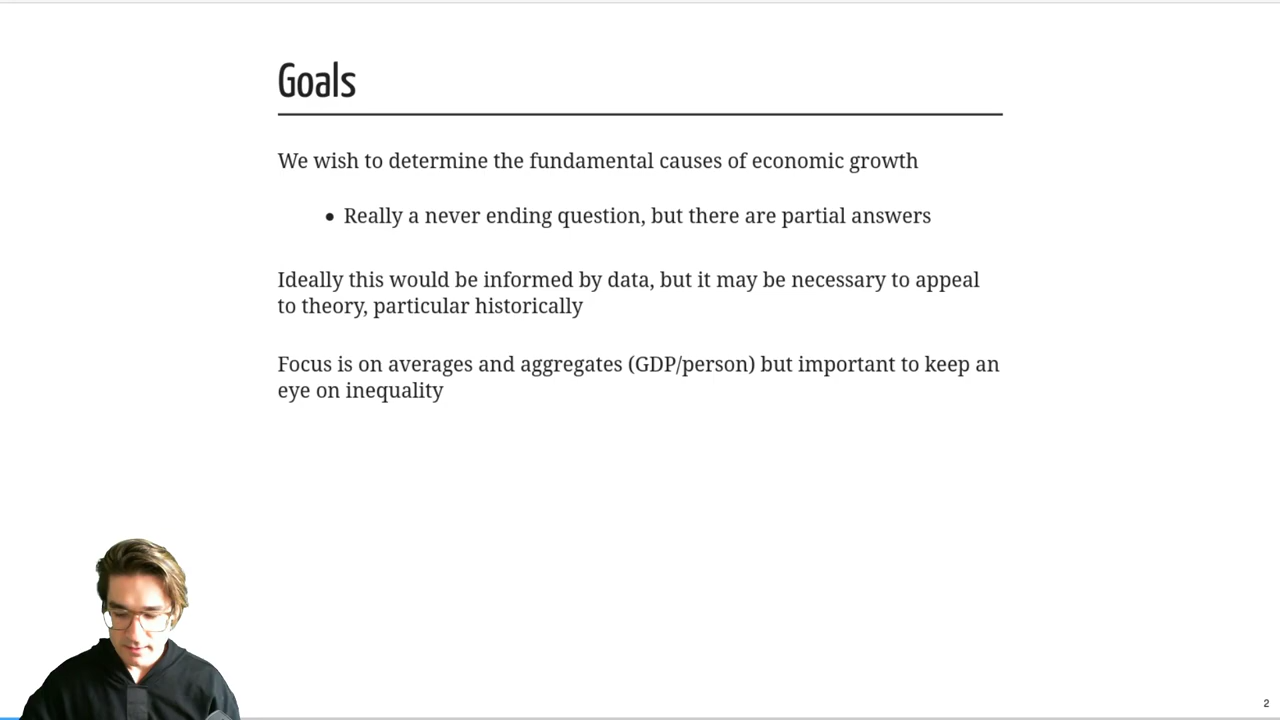 Goals
We wish to determine the fundamental causes of economic growth
• Really a never ending question, but there are partial answers
Ideally this would be informed by data, but it may be necessary to appeal
to theory, particular historically
Focus is on averages and aggregates (GDP/person) but important to keep an
eye on inequality
2